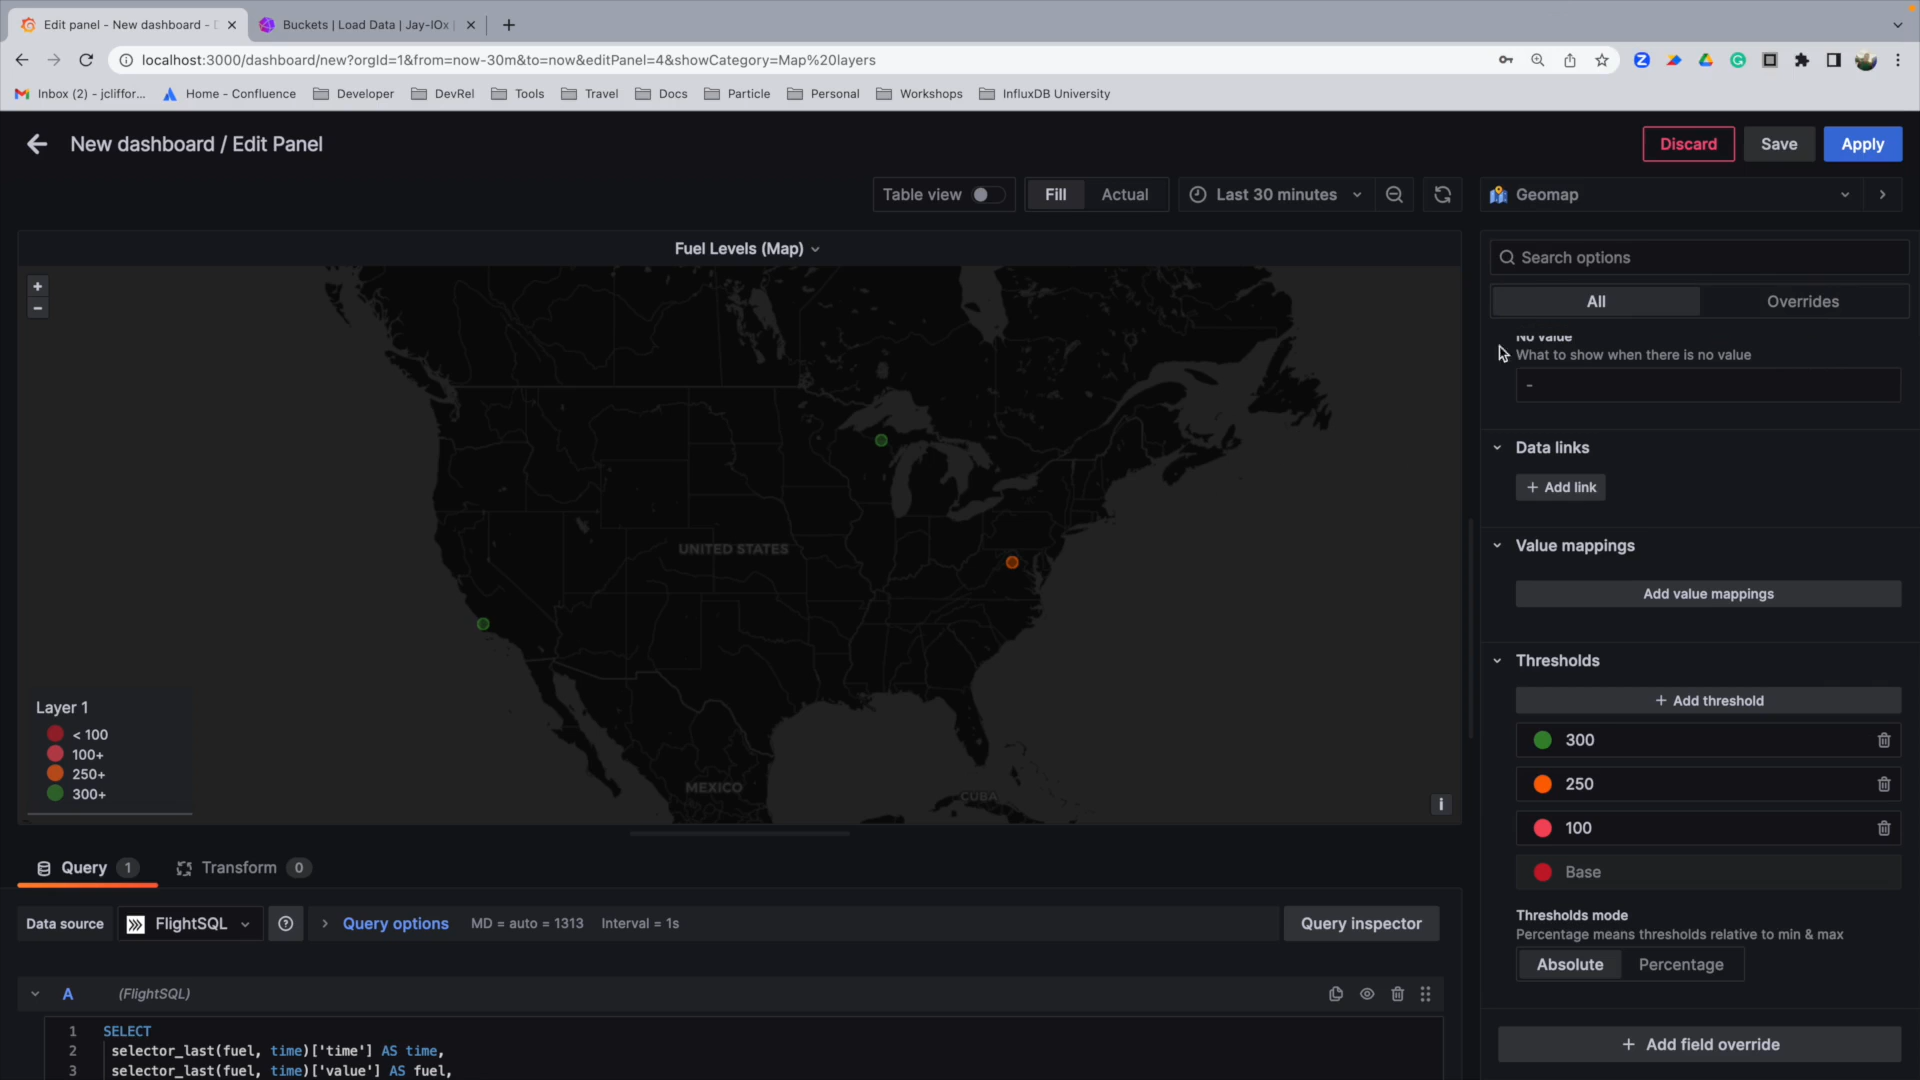 Edit panel - New dashboard -
Buckets | Load Data | Jay-IOx |
localhost:3000/dashboard/new?orgId=1&from=now-30m&to=now&editPanel=4&showCategory=Map%20layers
Inbox (2) - jcliffor... Home - Confluence Developer DevRel Tools Travel Docs Particle Personal Workshops InfluxDB University
New dashboard / Edit Panel
Discard Save Apply
Table view Fill Actual Last 30 minutes Geomap
Fuel Levels (Map)
Search options
All Overrides
No value
What to show when there is no value
-
Data links
+ Add link
Value mappings
Add value mappings
Thresholds
+ Add threshold
300
250
100
Base
Thresholds mode
Percentage means thresholds relative to min & max
Absolute Percentage
+ Add field override
+
-
UNITED STATES
MEXICO
CUBA
Layer 1
< 100
100+
250+
300+
i
Query 1 Transform 0
Data source FlightSQL ? > Query options MD = auto = 1313 Interval = 1s Query inspector
A (FlightSQL)
1 SELECT
2 selector_last(fuel, time)['time'] AS time,
3 selector_last(fuel, time)['value'] AS fuel,